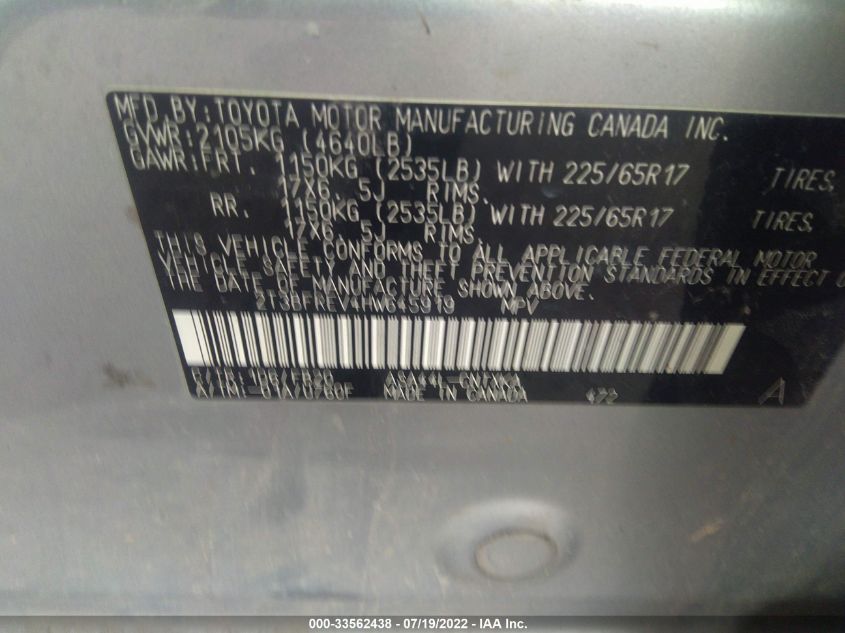 MFD.BY:TOYOTA MOTOR MANUFACTURING CANADA INC.
GVWR:2105KG (4640LB)
GAWR:FRT. 1150KG (2535LB) WITH 225/65R17 TIRES,
17X6. 5J RIMS,
RR. 1150KG (2535LB) WITH 225/65R17 TIRES,
17X6. 5J RIMS.
THIS VEHICLE CONFORMS TO ALL APPLICABLE FEDERAL MOTOR
VEHICLE SAFETY AND THEFT PREVENTION STANDARDS IN EFFECT
THE DATE OF MANUFACTURE SHOWN ABOVE.
2T3BFREV4HW645919 MPV
MADE IN CANADA 472
A
000-33562438 - 07/19/2022 - IAA Inc.